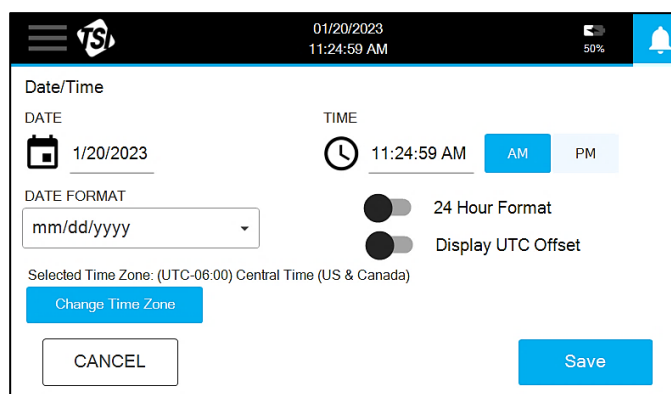 TSI
01/20/2023
11:24:59 AM
50%
Date/Time
DATE
TIME
1/20/2023
11:24:59 AM
AM
PM
DATE FORMAT
mm/dd/yyyy
24 Hour Format
Display UTC Offset
Selected Time Zone: (UTC-06:00) Central Time (US & Canada)
Change Time Zone
CANCEL
Save